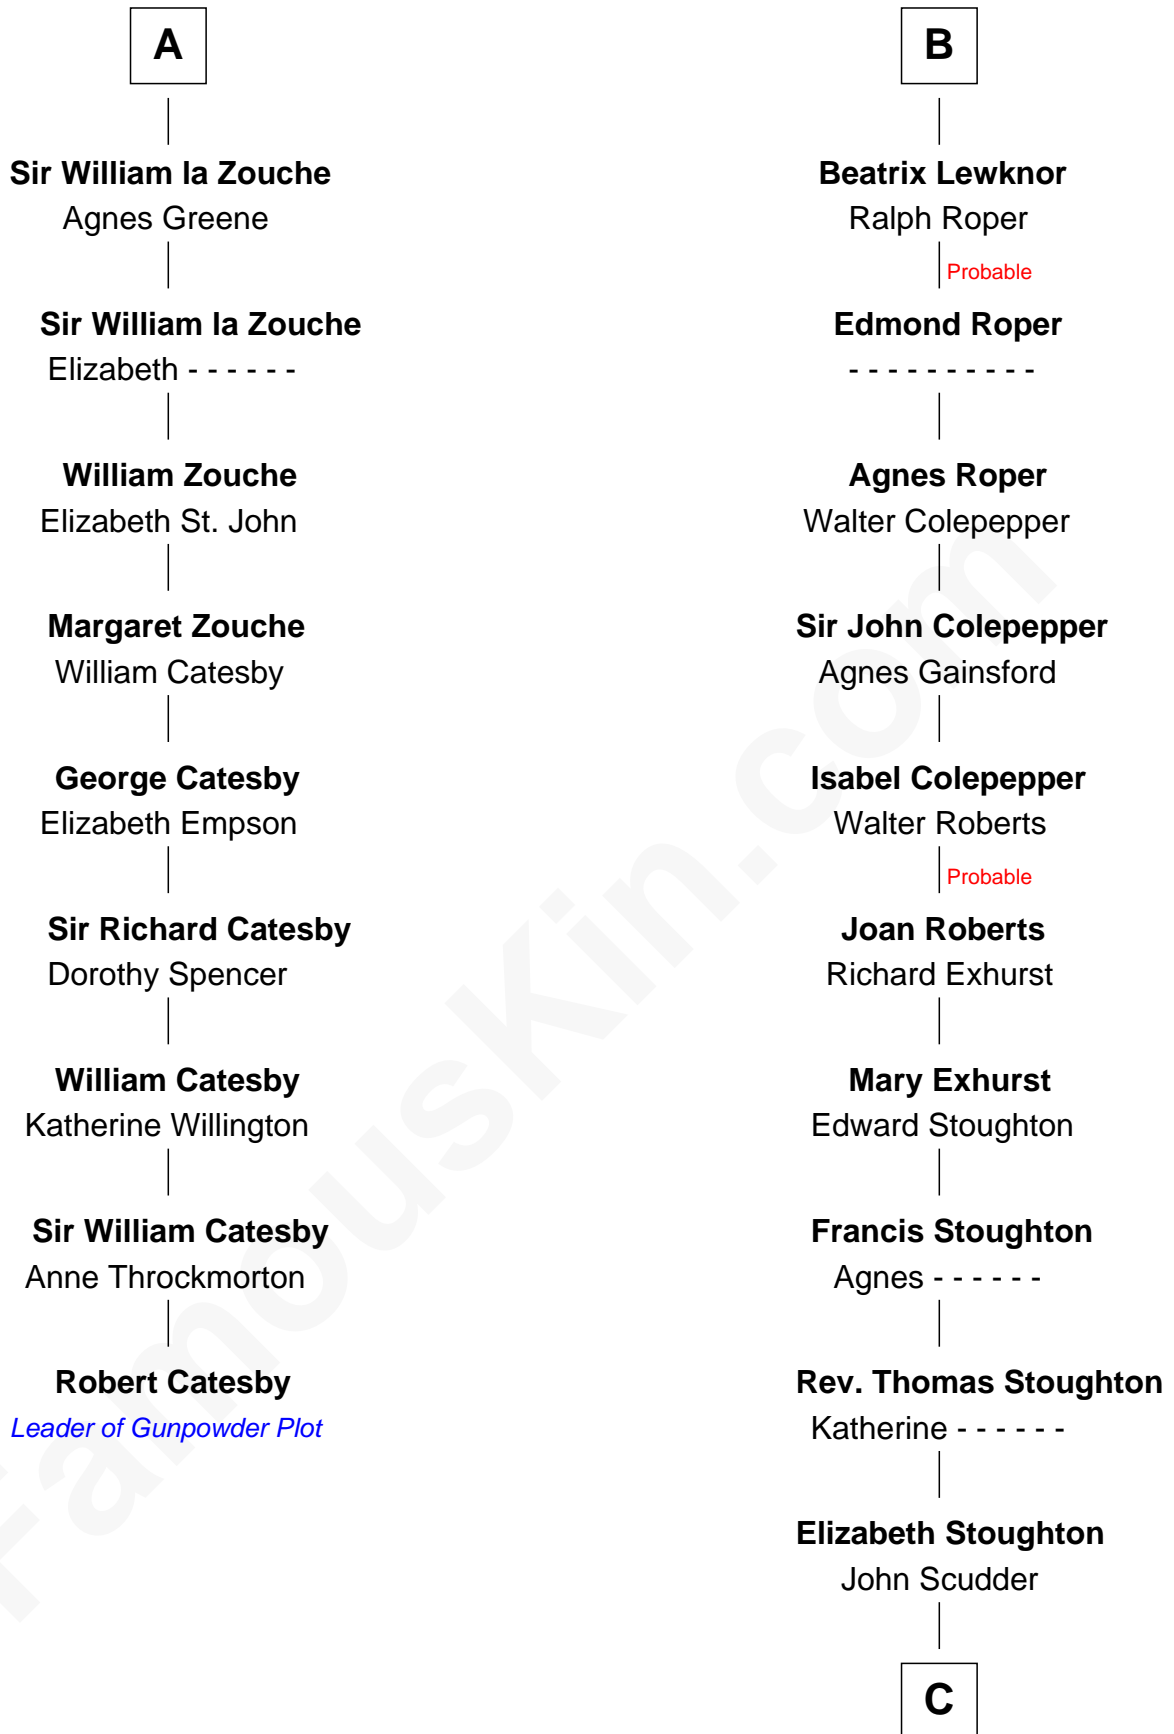 A
Sir William la Zouche
Agnes Greene
Sir William la Zouche
Elizabeth - - - - - -
William Zouche
Elizabeth St. John
Margaret Zouche
William Catesby
George Catesby
Elizabeth Empson
Sir Richard Catesby
Dorothy Spencer
William Catesby
Katherine Willington
Sir William Catesby
Anne Throckmorton
Robert Catesby
Leader of Gunpowder Plot
B
Beatrix Lewknor
Ralph Roper
Probable
Edmond Roper
- - - - - - - - - -
Agnes Roper
Walter Colepepper
Sir John Colepepper
Agnes Gainsford
Isabel Colepepper
Walter Roberts
Probable
Joan Roberts
Richard Exhurst
Mary Exhurst
Edward Stoughton
Francis Stoughton
Agnes - - - - - -
Rev. Thomas Stoughton
Katherine - - - - - -
Elizabeth Stoughton
John Scudder
C
FamousKin.com